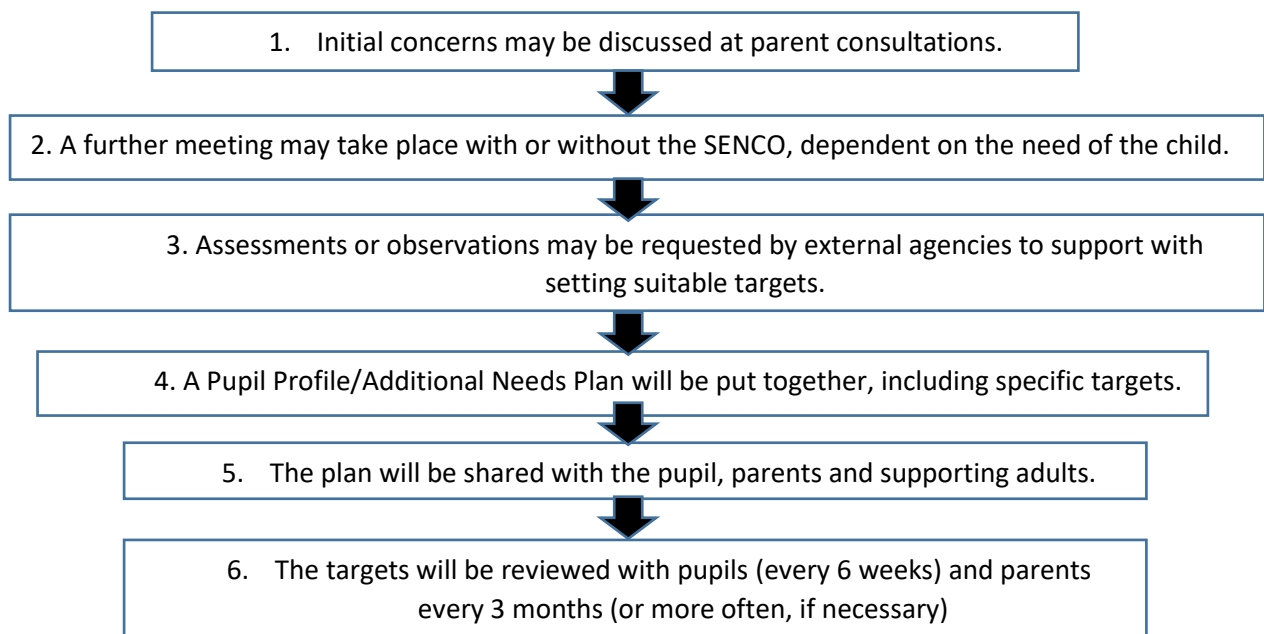 1. Initial concerns may be discussed at parent consultations.
2. A further meeting may take place with or without the SENCO, dependent on the need of the child.
3. Assessments or observations may be requested by external agencies to support with
setting suitable targets.
4. A Pupil Profile/Additional Needs Plan will be put together, including specific targets.
5. The plan will be shared with the pupil, parents and supporting adults.
6. The targets will be reviewed with pupils (every 6 weeks) and parents
every 3 months (or more often, if necessary)